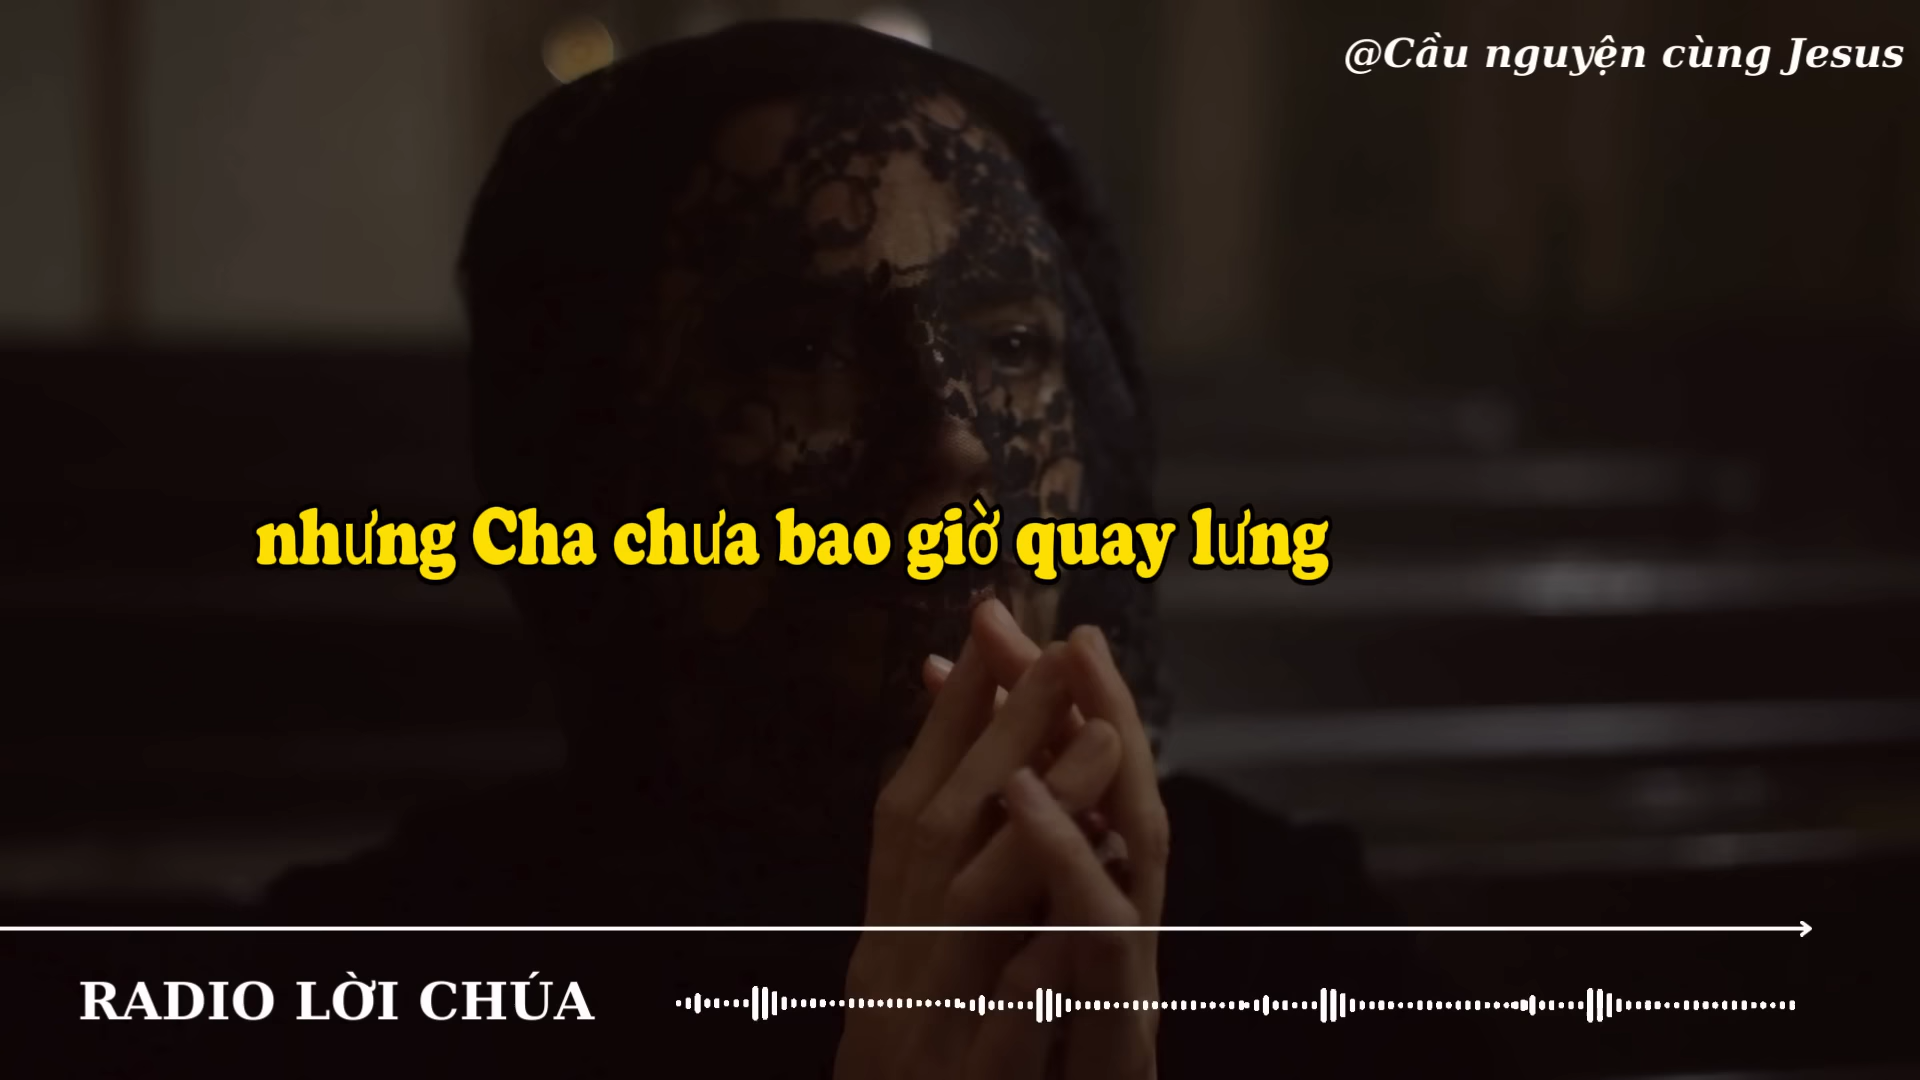 @Cầu nguyện cùng Jesus
nhưng Cha chưa bao giờ quay lưng
RADIO LỜI CHÚA